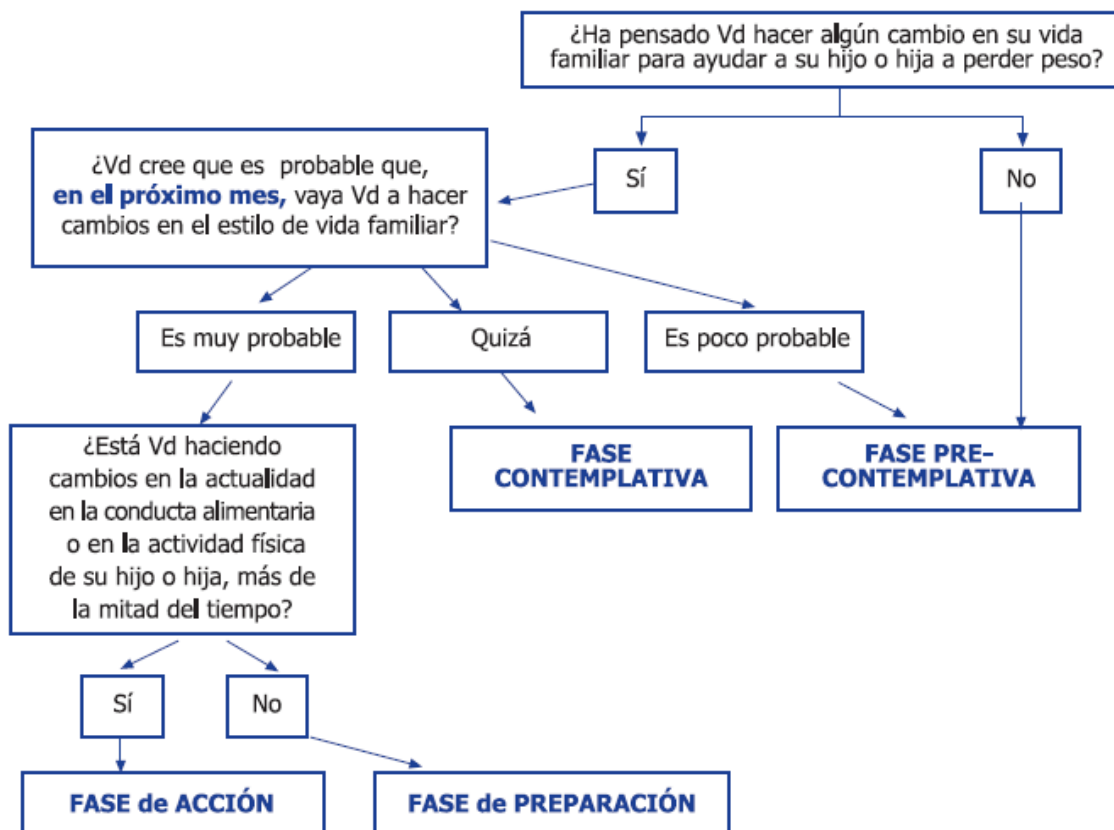 ¿Ha pensado Vd hacer algún cambio en su vida
familiar para ayudar a su hijo o hija a perder peso?
Sí
No
¿Vd cree que es probable que,
en el próximo mes, vaya Vd a hacer
cambios en el estilo de vida familiar?
Es muy probable
Quizá
Es poco probable
¿Está Vd haciendo
cambios en la actualidad
en la conducta alimentaria
o en la actividad física
de su hijo o hija, más de
la mitad del tiempo?
FASE
CONTEMPLATIVA
FASE PRE-
CONTEMPLATIVA
Sí
No
FASE de ACCIÓN
FASE de PREPARACIÓN